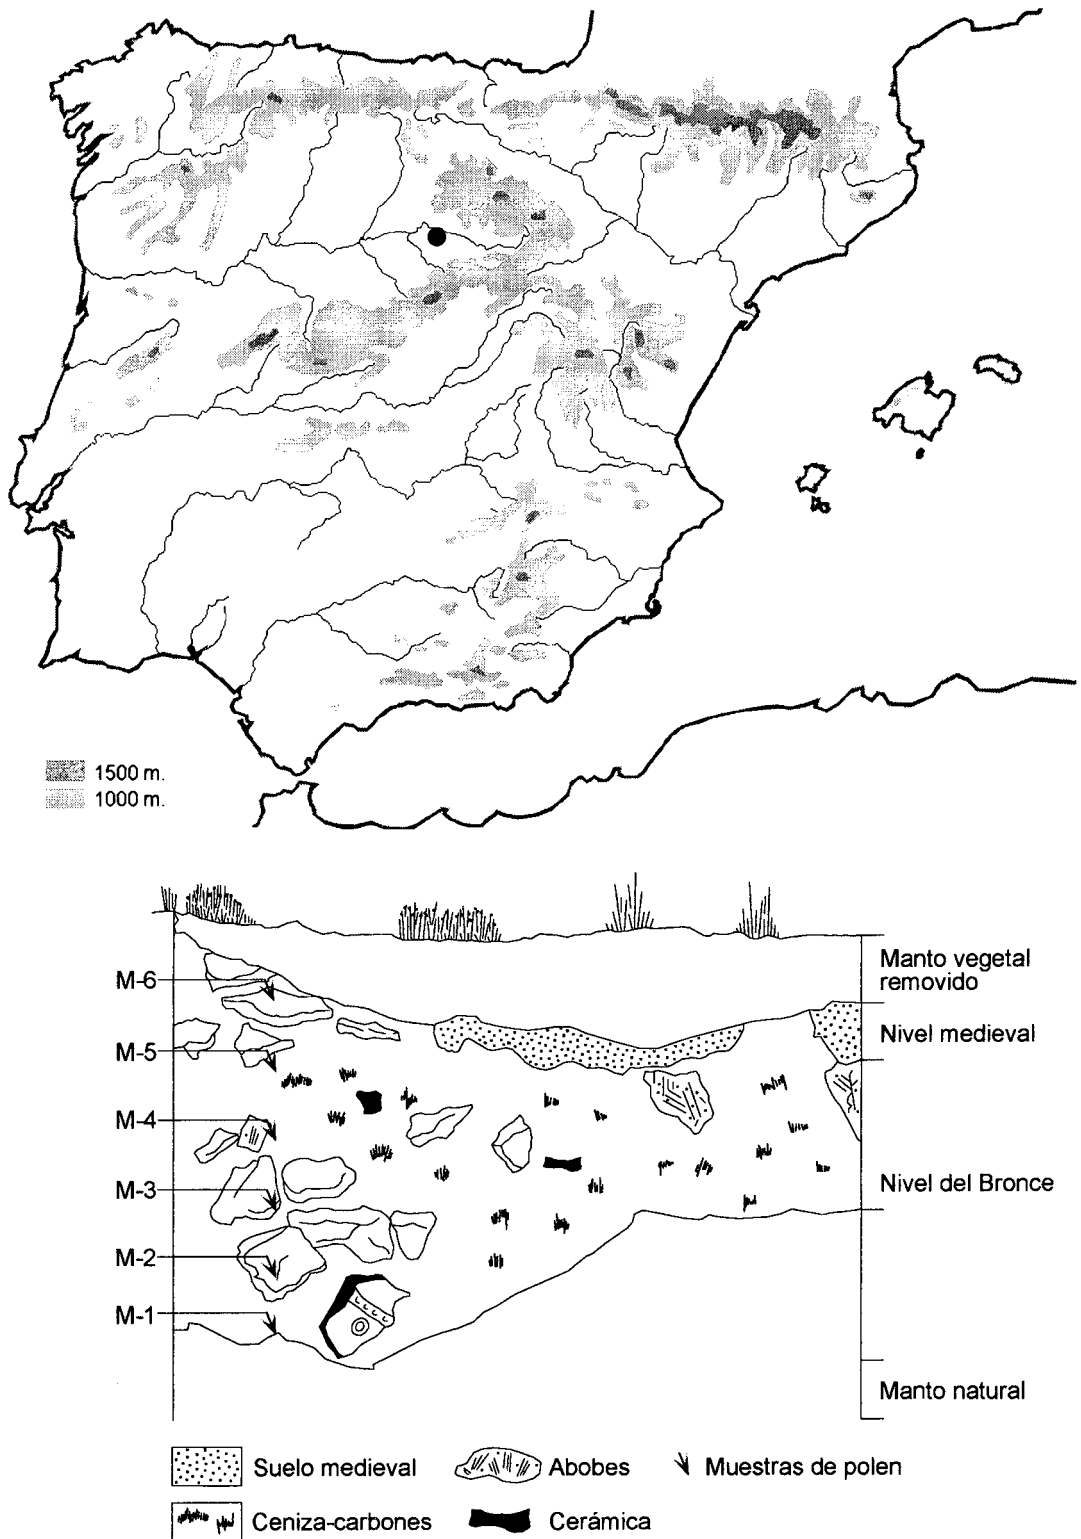 1500 m.
1000 m.
Manto vegetal
removido
M-6
Nivel medieval
M-5
M-4
M-3
Nivel del Bronce
M-2
M-1
Manto natural
Suelo medieval
Abobes
Muestras de polen
Ceniza-carbones
Cerámica